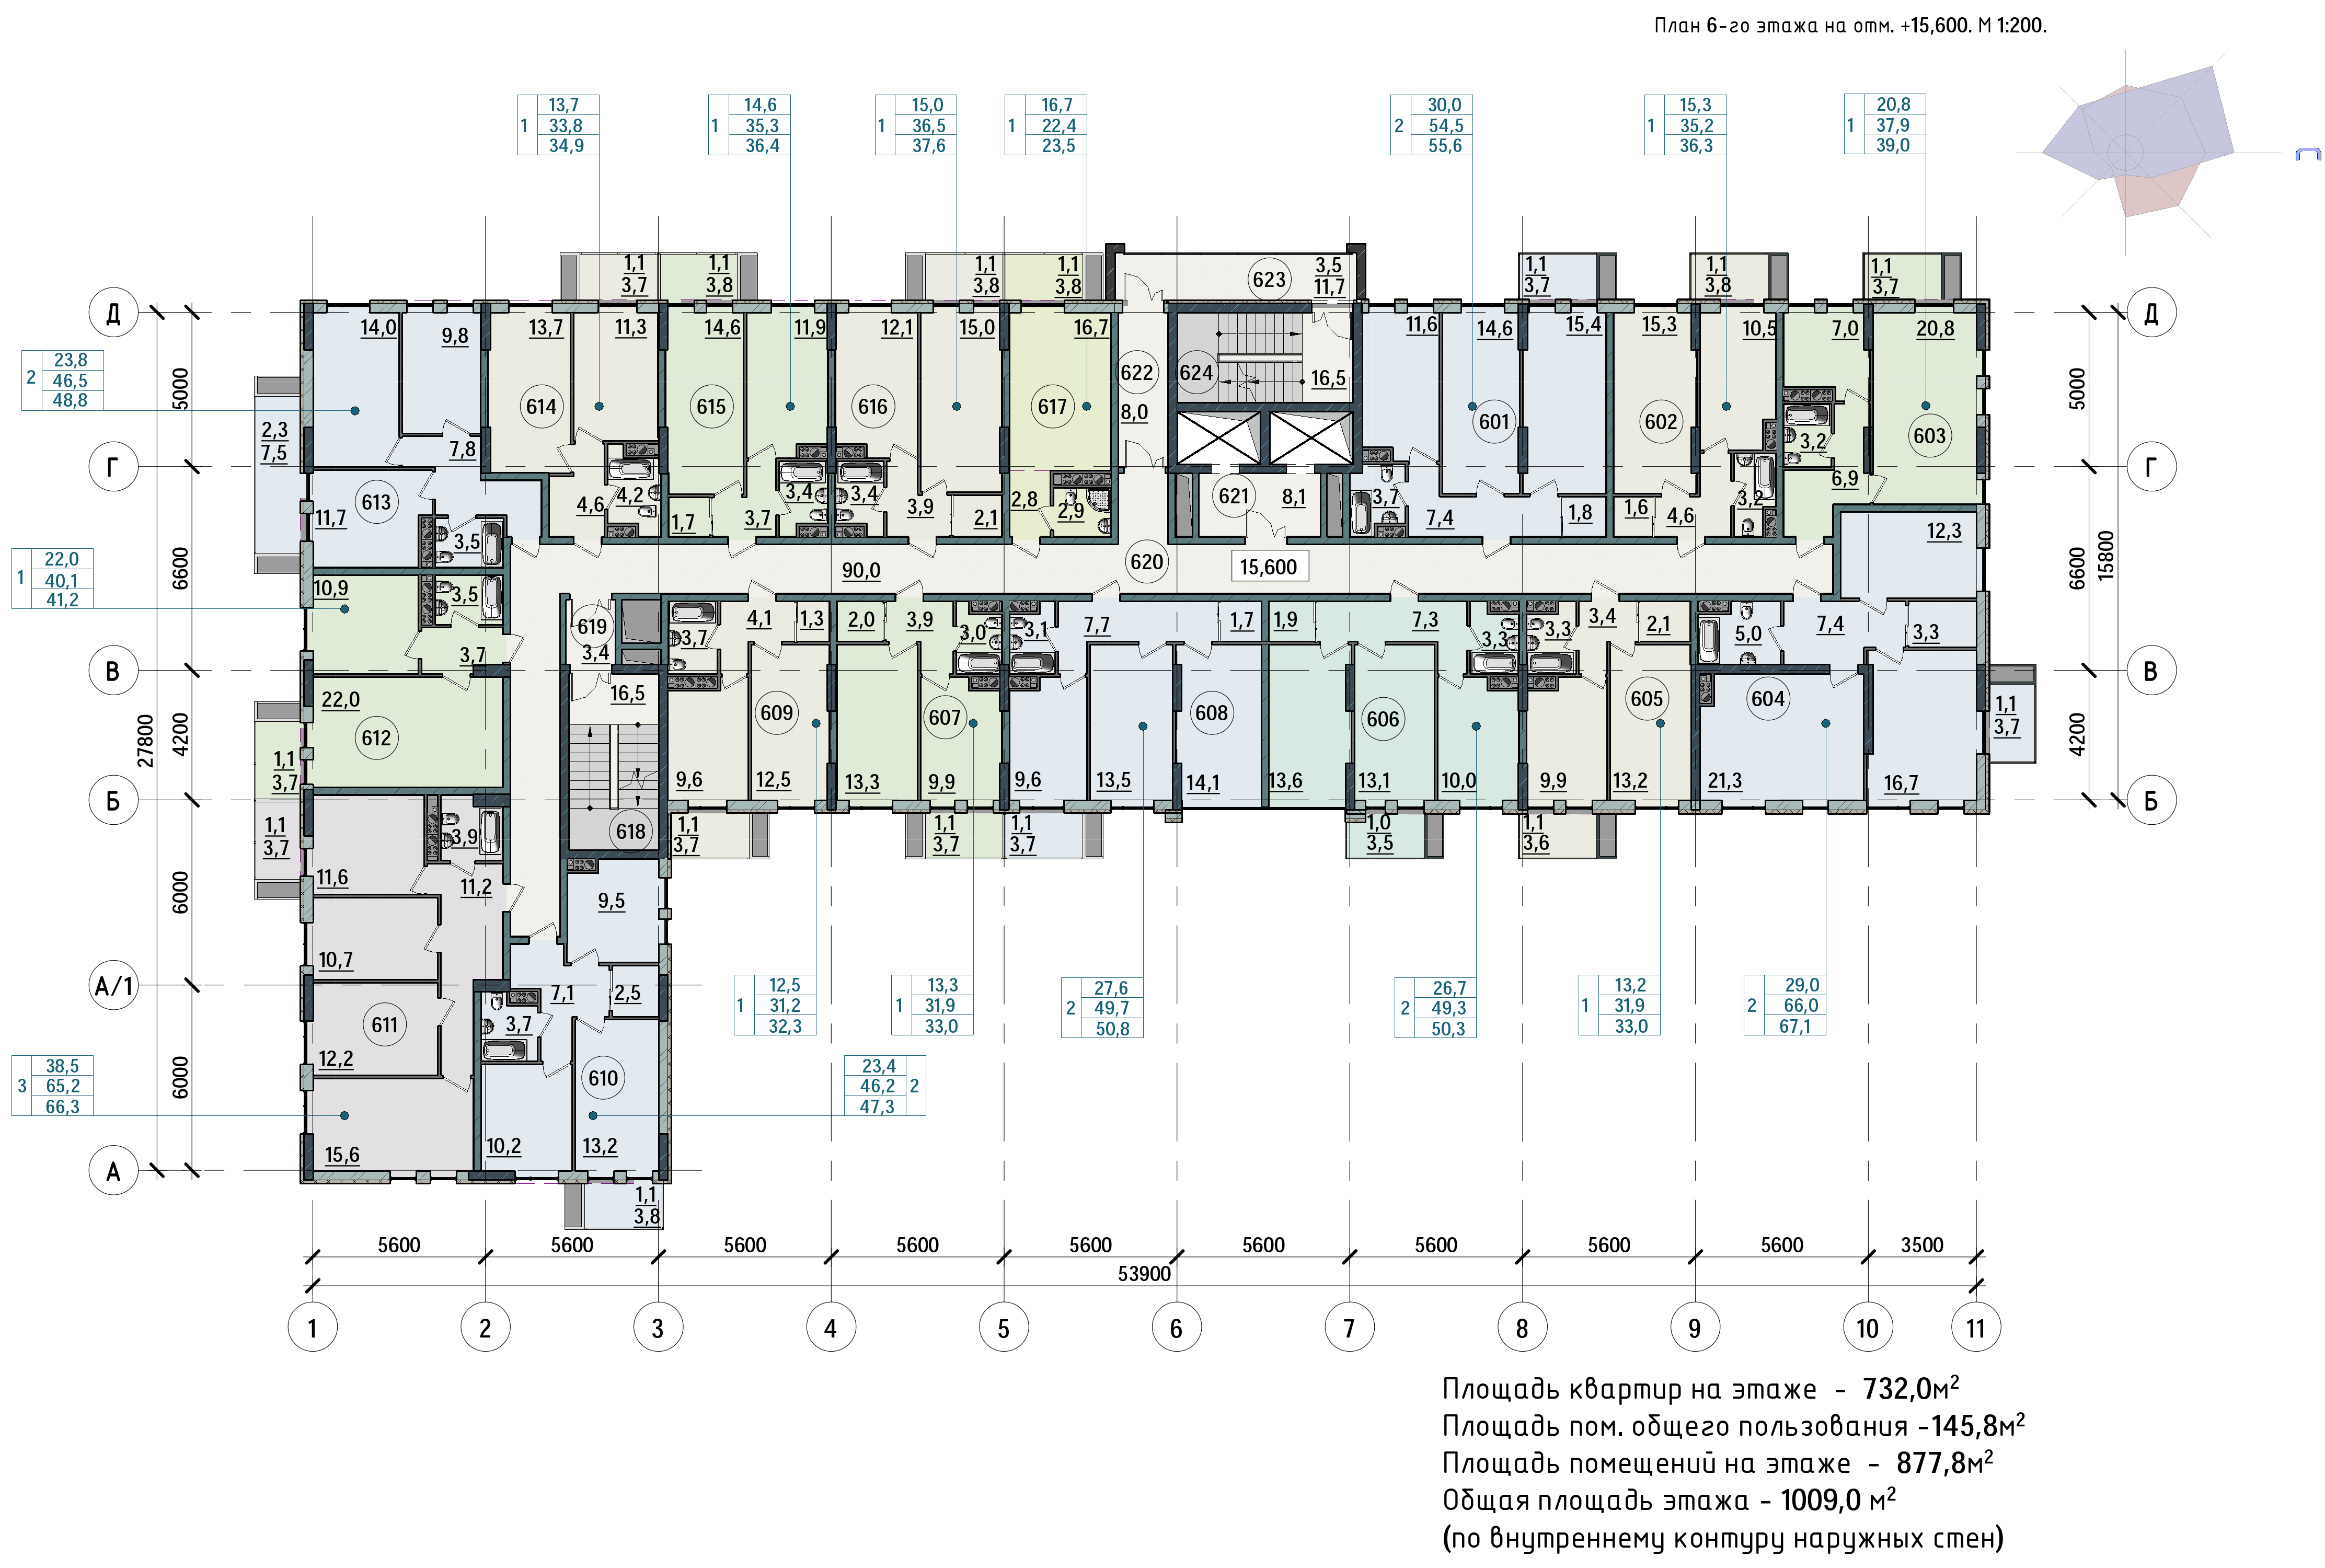 План 6-го этажа на отм. +15,600. М 1:200.
1 13,7 33,8 34,9
1 14,6 35,3 36,4
1 15,0 36,5 37,6
1 16,7 22,4 23,5
2 30,0 54,5 55,6
1 15,3 35,2 36,3
1 20,8 37,9 39,0
1,1 3,7
1,1 3,8
1,1 3,8
1,1 3,8
623 3,5 11,7
1,1 3,7
1,1 3,8
1,1 3,7
Д
14,0 9,8 13,7 11,3 14,6 11,9 12,1 15,0 16,7 11,6 14,6 15,4 15,3 10,5 7,0 20,8
Д
2 23,8 46,5 48,8
5000
614 615 616 617 622 624 16,5 601 602 603
5000
8,0
2,3 7,5
7,8
3,2
Г
Г
613 11,7 4,6 4,2 1,7 3,7 3,4 3,4 3,9 2,1 2,8 2,9 621 8,1 3,7 7,4 1,8 1,6 4,6 3,2 6,9
3,5
12,3
1 22,0 40,1 41,2
6600
10,9 3,5
90,0 620 15,600
6600
15800
619 3,4
3,7 4,1 1,3 2,0 3,9 3,0 3,1 7,7 1,7 1,9 7,3 3,3 3,3 3,4 2,1 5,0 7,4 3,3
3,7
В
В
22,0 16,5
612 609 607 608 606 605 604
1,1 3,7
27800
4200
4200
1,1 3,7
9,6 12,5 13,3 9,9 9,6 13,5 14,1 13,6 13,1 10,0 9,9 13,2 21,3 16,7
Б
Б
618
1,1 3,7
3,9
1,1 3,7
1,1 3,7
1,1 3,7
1,0 3,5
1,1 3,6
11,6 11,2
6000
9,5
10,7
А/1
7,1 2,5
1 12,5 31,2 32,3
1 13,3 31,9 33,0
2 27,6 49,7 50,8
2 26,7 49,3 50,3
1 13,2 31,9 33,0
2 29,0 66,0 67,1
611 3,7
12,2
610
3 38,5 65,2 66,3
6000
23,4 46,2 47,3 2
15,6 10,2 13,2
А
1,1 3,8
5600 5600 5600 5600 5600 5600 5600 5600 5600 3500
53900
1 2 3 4 5 6 7 8 9 10 11
Площадь квартир на этаже - 732,0м²
Площадь пом. общего пользования -145,8м²
Площадь помещений на этаже - 877,8м²
Общая площадь этажа - 1009,0 м²
(по внутреннему контуру наружных стен)